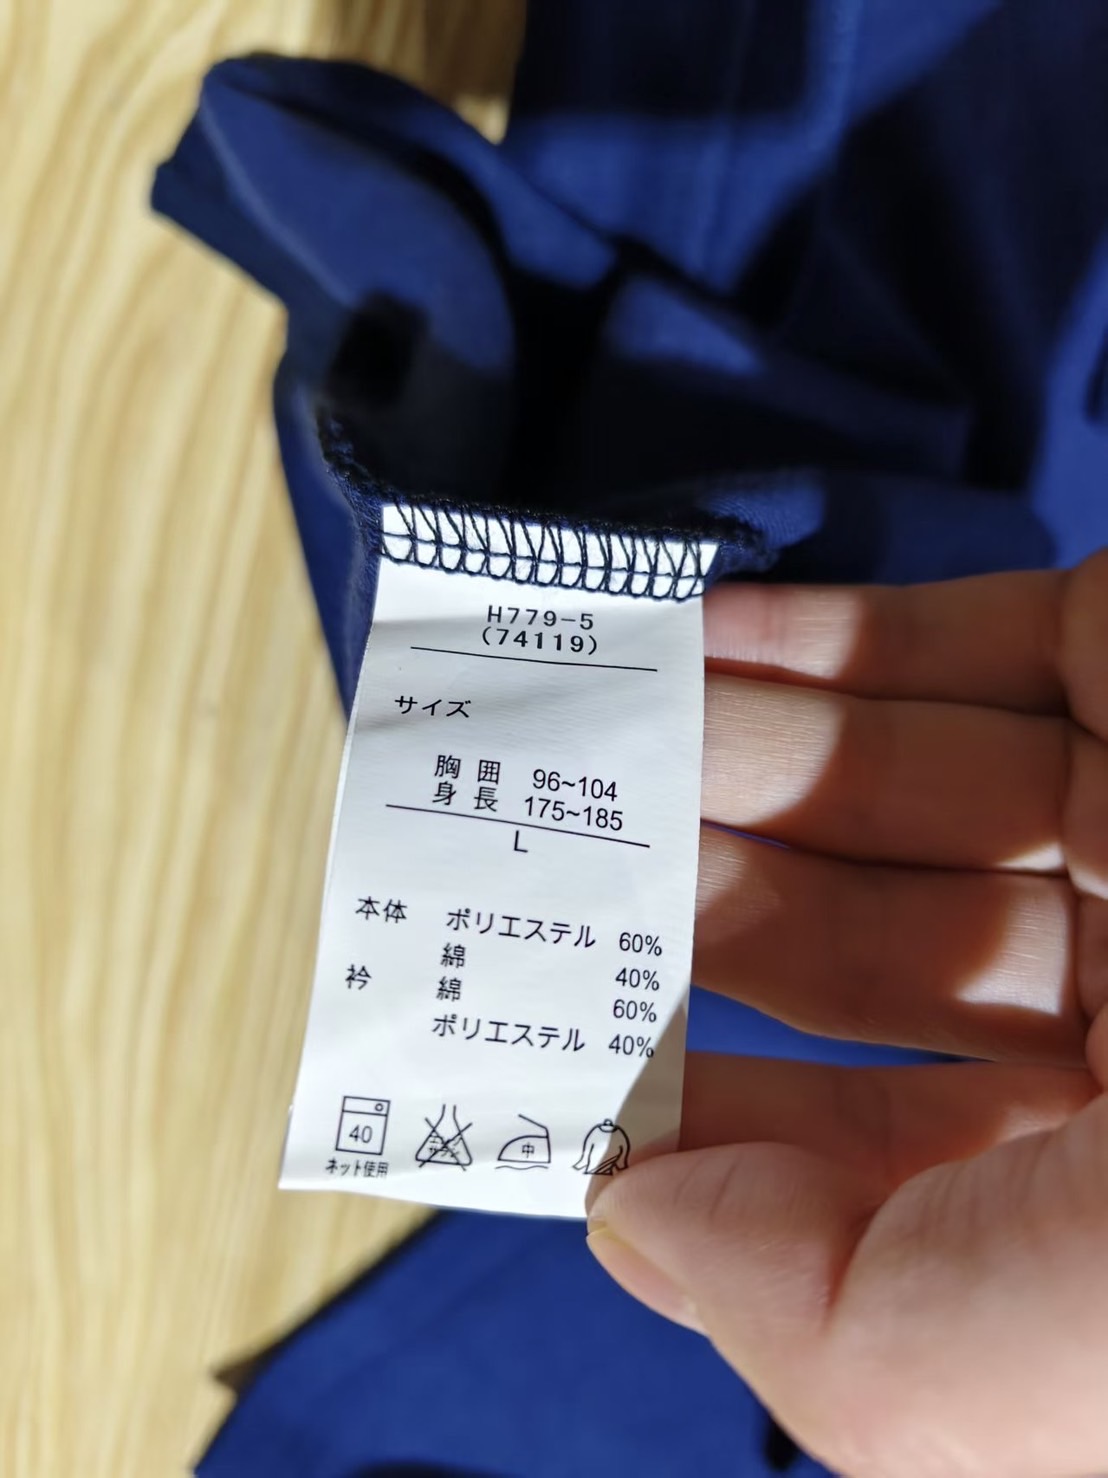 H779-5
(74119)
サイズ
胸 囲 96~104
身 長 175~185
L
本体 ポリエステル 60%
綿 40%
衿 綿 60%
ポリエステル 40%
40
中
ネット使用